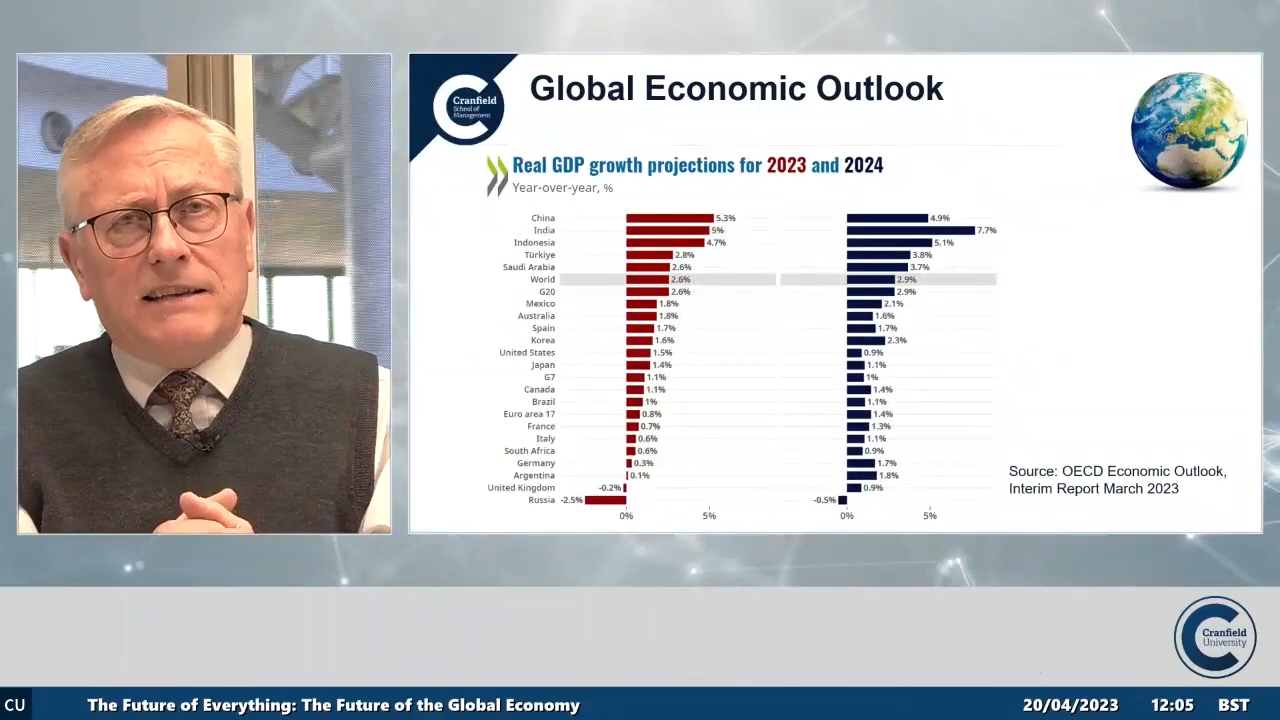 Cranfield
School of
Management
Global Economic Outlook
Real GDP growth projections for 2023 and 2024
Year-over-year, %
China 5.3% 4.9%
India 5% 7.7%
Indonesia 4.7% 5.1%
Türkiye 2.8% 3.8%
Saudi Arabia 2.6% 3.7%
World 2.6% 2.9%
G20 2.6% 2.9%
Mexico 1.8% 2.1%
Australia 1.8% 1.6%
Spain 1.7% 1.7%
Korea 1.6% 2.3%
United States 1.5% 0.9%
Japan 1.4% 1.1%
G7 1.1% 1%
Canada 1.1% 1.4%
Brazil 1% 1.1%
Euro area 17 0.8% 1.4%
France 0.7% 1.3%
Italy 0.6% 1.1%
South Africa 0.6% 0.9%
Germany 0.3% 1.7%
Argentina 0.1% 1.8%
United Kingdom -0.2% 0.9%
Russia -2.5% -0.5%
0% 5% 0% 5%
Source: OECD Economic Outlook,
Interim Report March 2023
Cranfield
University
CU The Future of Everything: The Future of the Global Economy 20/04/2023 12:05 BST